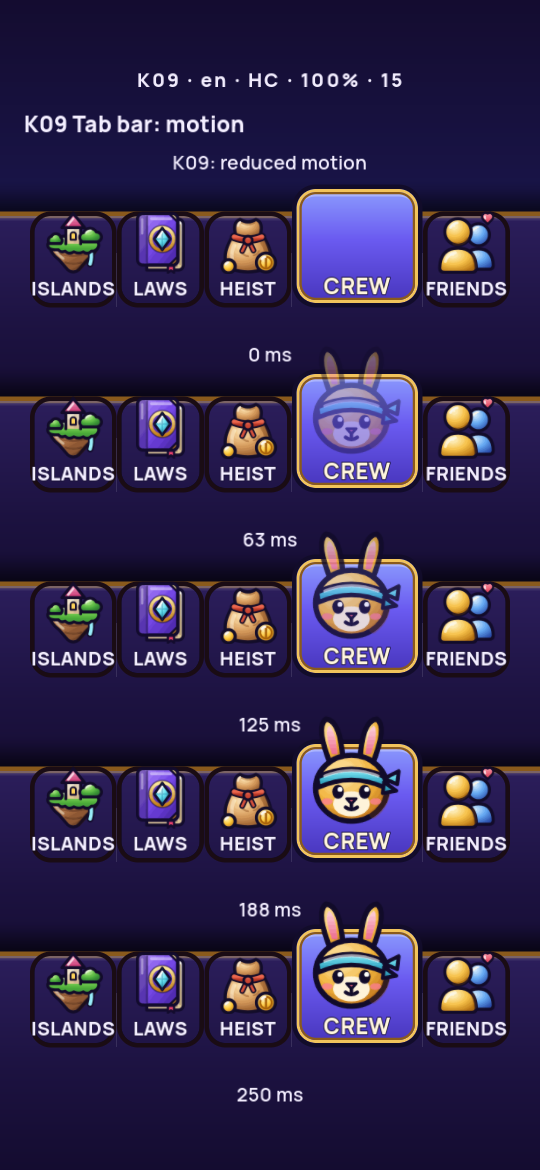 K09 · en · HC · 100% · 15
K09 Tab bar: motion
K09: reduced motion
ISLANDS LAWS HEIST CREW FRIENDS
0 ms
ISLANDS LAWS HEIST CREW FRIENDS
63 ms
ISLANDS LAWS HEIST CREW FRIENDS
125 ms
ISLANDS LAWS HEIST CREW FRIENDS
188 ms
ISLANDS LAWS HEIST CREW FRIENDS
250 ms